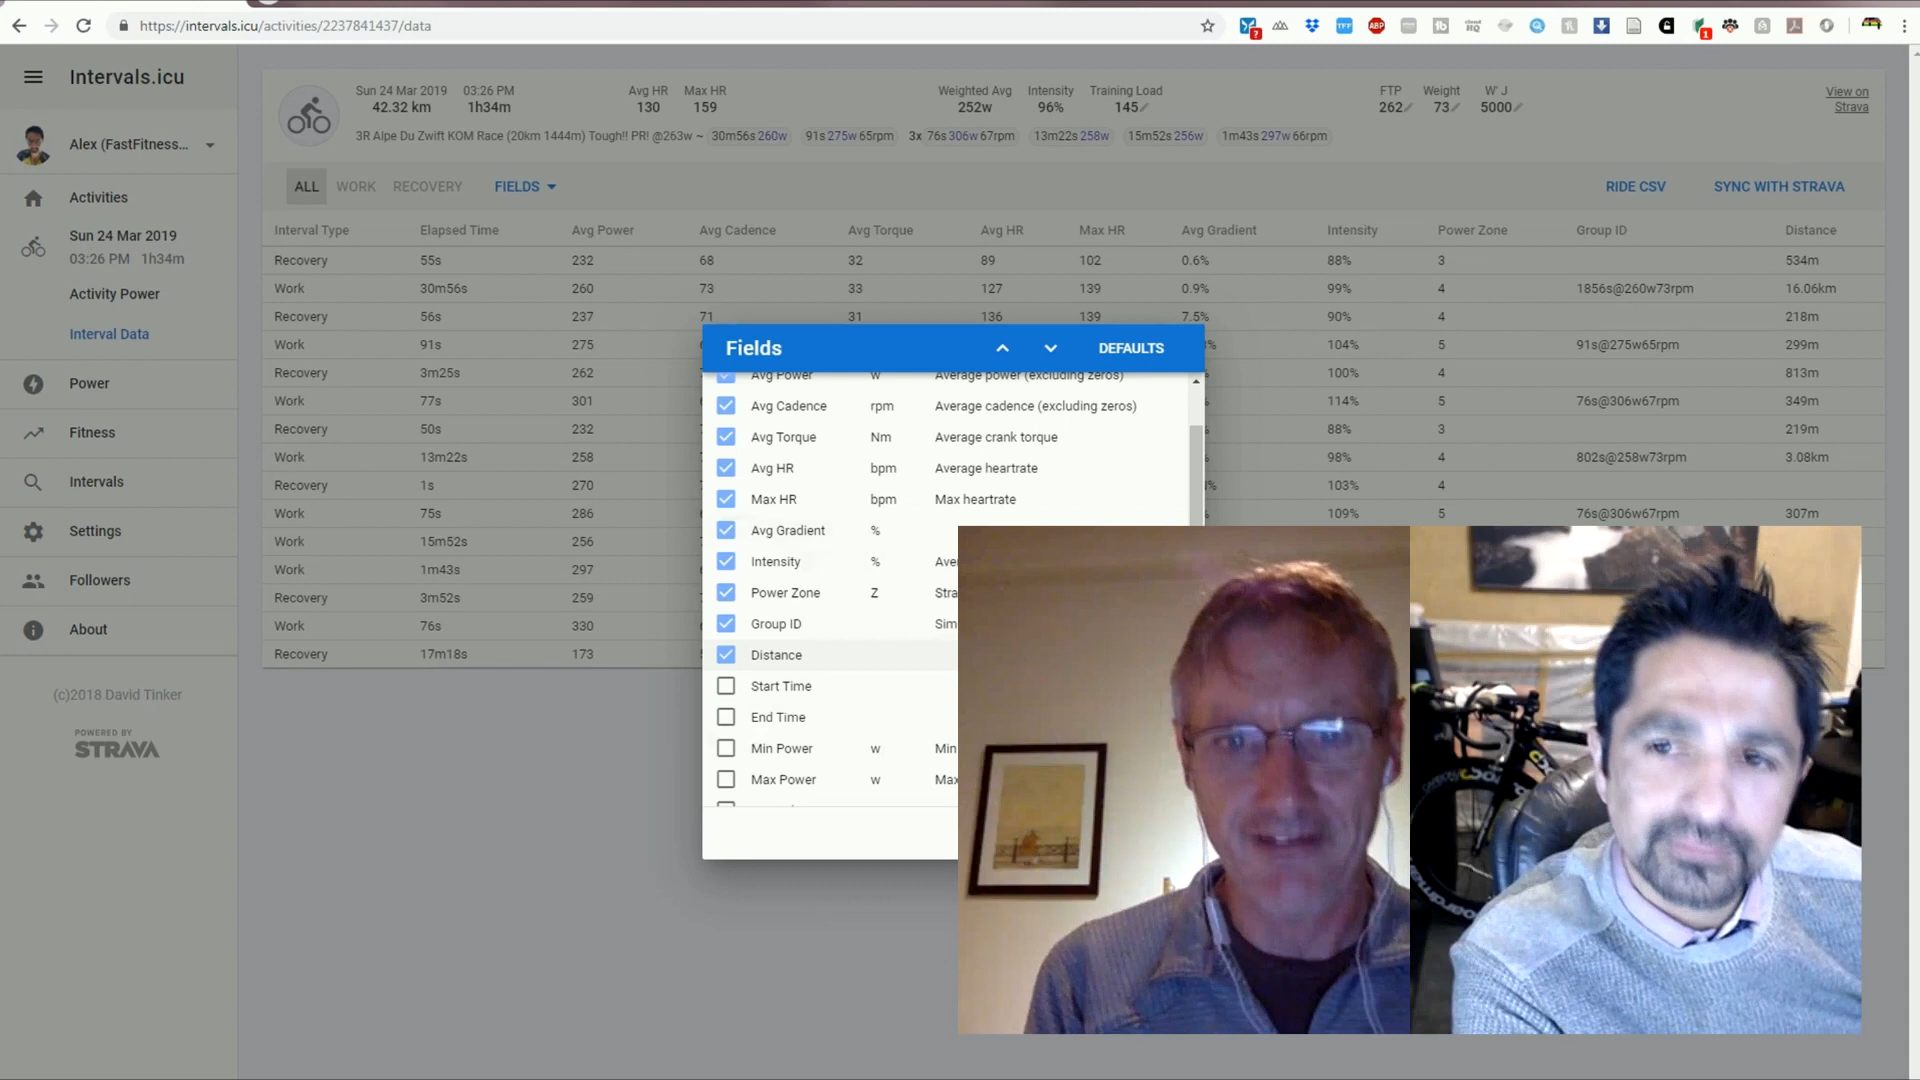 https://intervals.icu/activities/2237841437/data
Intervals.icu
Alex (FastFitness...
Activities
Sun 24 Mar 2019
03:26 PM 1h34m
Activity Power
Interval Data
Power
Fitness
Intervals
Settings
Followers
About
(c)2018 David Tinker
POWERED BY
STRAVA
Sun 24 Mar 2019 03:26 PM Avg HR Max HR Weighted Avg Intensity Training Load FTP Weight W' J View on
42.32 km 1h34m 130 159 252w 96% 145 262 73 5000 Strava
3R Alpe Du Zwift KOM Race (20km 1444m) Tough!! PR! @263w ~ 30m56s 260w 91s 275w 65rpm 3x 76s 306w 67rpm 13m22s 258w 15m52s 256w 1m43s 297w 66rpm
ALL WORK RECOVERY FIELDS RIDE CSV SYNC WITH STRAVA
Interval Type Elapsed Time Avg Power Avg Cadence Avg Torque Avg HR Max HR Avg Gradient Intensity Power Zone Group ID Distance
Recovery 55s 232 68 32 89 102 0.6% 88% 3 534m
Work 30m56s 260 73 33 127 139 0.9% 99% 4 1856s@260w73rpm 16.06km
Recovery 56s 237 71 31 136 139 7.5% 90% 4 218m
Work 91s 275 104% 5 91s@275w65rpm 299m
Recovery 3m25s 262 100% 4 813m
Work 77s 301 114% 5 76s@306w67rpm 349m
Recovery 50s 232 88% 3 219m
Work 13m22s 258 98% 4 802s@258w73rpm 3.08km
Recovery 1s 270 103% 4
Work 75s 286 109% 5 76s@306w67rpm 307m
Work 15m52s 256
Work 1m43s 297
Recovery 3m52s 259
Work 76s 330
Recovery 17m18s 173
Fields DEFAULTS
Avg Power w Average power (excluding zeros)
Avg Cadence rpm Average cadence (excluding zeros)
Avg Torque Nm Average crank torque
Avg HR bpm Average heartrate
Max HR bpm Max heartrate
Avg Gradient %
Intensity % Ave
Power Zone Z Stra
Group ID Sim
Distance
Start Time
End Time
Min Power w Min
Max Power w Max